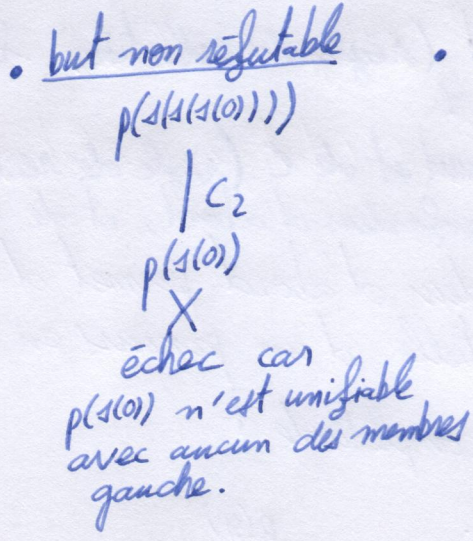 • but non réfutable •
p(s(s(s(0))))
C2
p(s(0))
X
échec car
p(s(0)) n'est unifiable
avec aucun des membres
gauche.